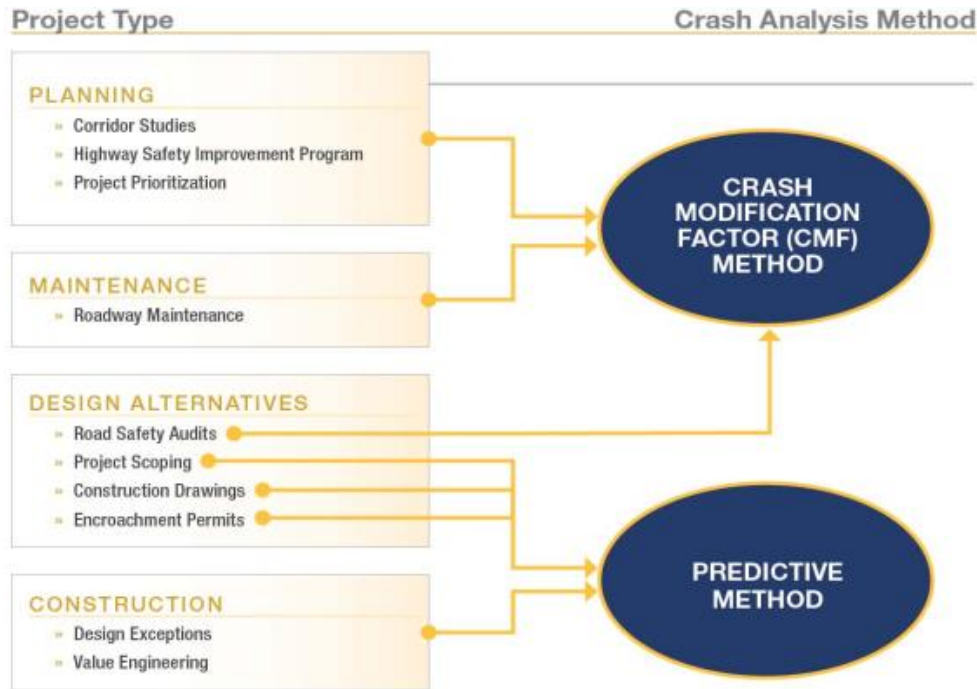 Project Type
Crash Analysis Method
PLANNING
» Corridor Studies
» Highway Safety Improvement Program
» Project Prioritization
CRASH
MODIFICATION
FACTOR (CMF)
METHOD
MAINTENANCE
» Roadway Maintenance
DESIGN ALTERNATIVES
» Road Safety Audits
» Project Scoping
» Construction Drawings
» Encroachment Permits
PREDICTIVE
METHOD
CONSTRUCTION
» Design Exceptions
» Value Engineering